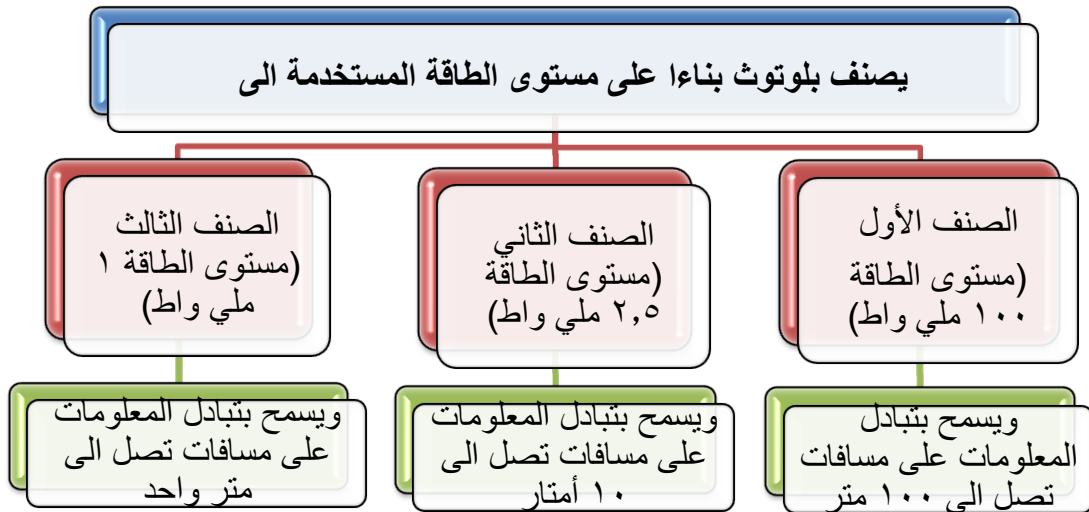 يصنف بلوتوث بناءا على مستوى الطاقة المستخدمة الى
الصنف الأول
(مستوى الطاقة
١٠٠ ملي واط)
الصنف الثاني
(مستوى الطاقة
٢,٥ ملي واط)
الصنف الثالث
(مستوى الطاقة ١
ملي واط)
ويسمح بتبادل
المعلومات على مسافات
تصل الى ١٠٠ متر
ويسمح بتبادل المعلومات
على مسافات تصل الى
١٠ أمتار
ويسمح بتبادل المعلومات
على مسافات تصل الى
متر واحد